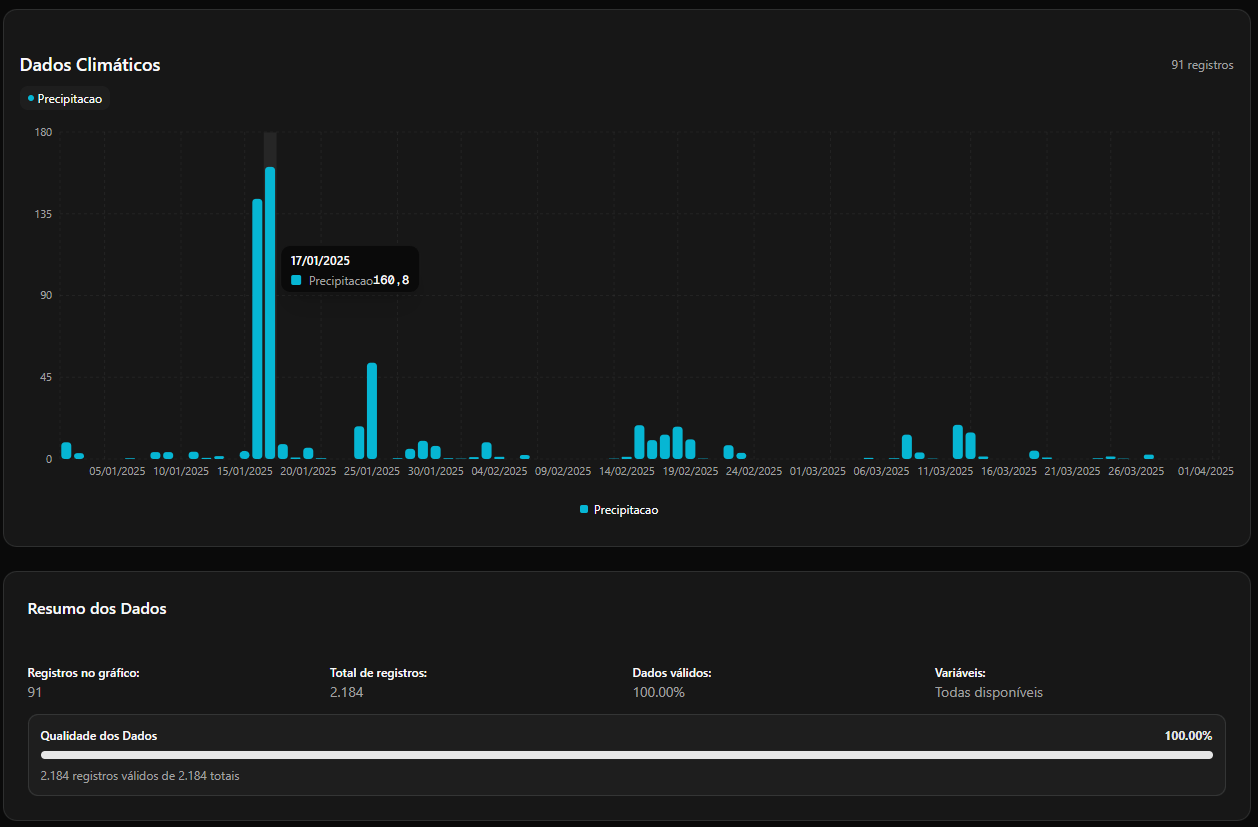 Dados Climáticos
91 registros
Precipitacao
180
135
90
45
0
17/01/2025
Precipitacao160,8
05/01/2025 10/01/2025 15/01/2025 20/01/2025 25/01/2025 30/01/2025 04/02/2025 09/02/2025 14/02/2025 19/02/2025 24/02/2025 01/03/2025 06/03/2025 11/03/2025 16/03/2025 21/03/2025 26/03/2025 01/04/2025
Precipitacao
Resumo dos Dados
Registros no gráfico: Total de registros: Dados válidos: Variáveis:
91 2.184 100.00% Todas disponíveis
Qualidade dos Dados 100.00%
2.184 registros válidos de 2.184 totais